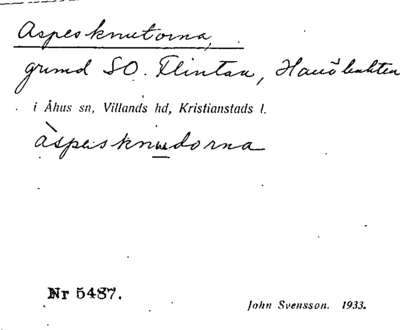 Aspesknutorna,
grund SO. Flintan, Hanöbukten
i Åhus sn, Villands hd, Kristianstads l.
àspesknudorna
Nr 5487.
John Svensson. 1933.